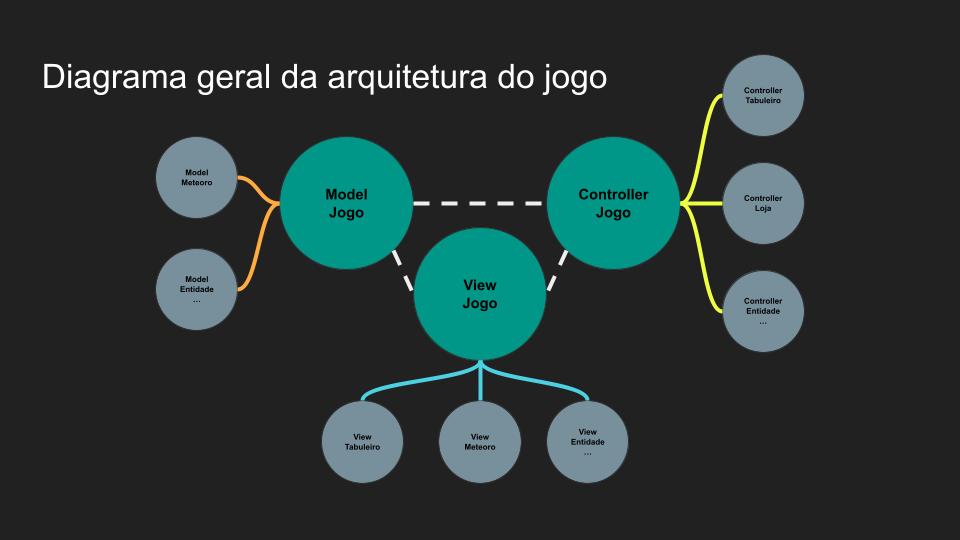 Diagrama geral da arquitetura do jogo
Model
Meteoro
Model
Entidade
...
Model
Jogo
Controller
Jogo
View
Jogo
Controller
Tabuleiro
Controller
Loja
Controller
Entidade
...
View
Tabuleiro
View
Meteoro
View
Entidade
...